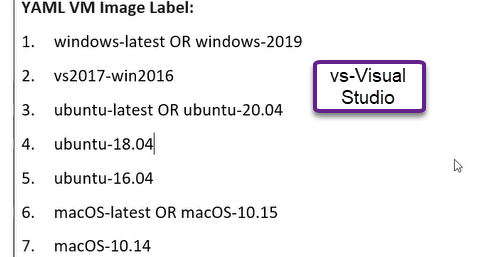 YAML VM Image Label:
1. windows-latest OR windows-2019
2. vs2017-win2016
3. ubuntu-latest OR ubuntu-20.04
4. ubuntu-18.04
5. ubuntu-16.04
6. macOS-latest OR macOS-10.15
7. macOS-10.14
vs-Visual
Studio